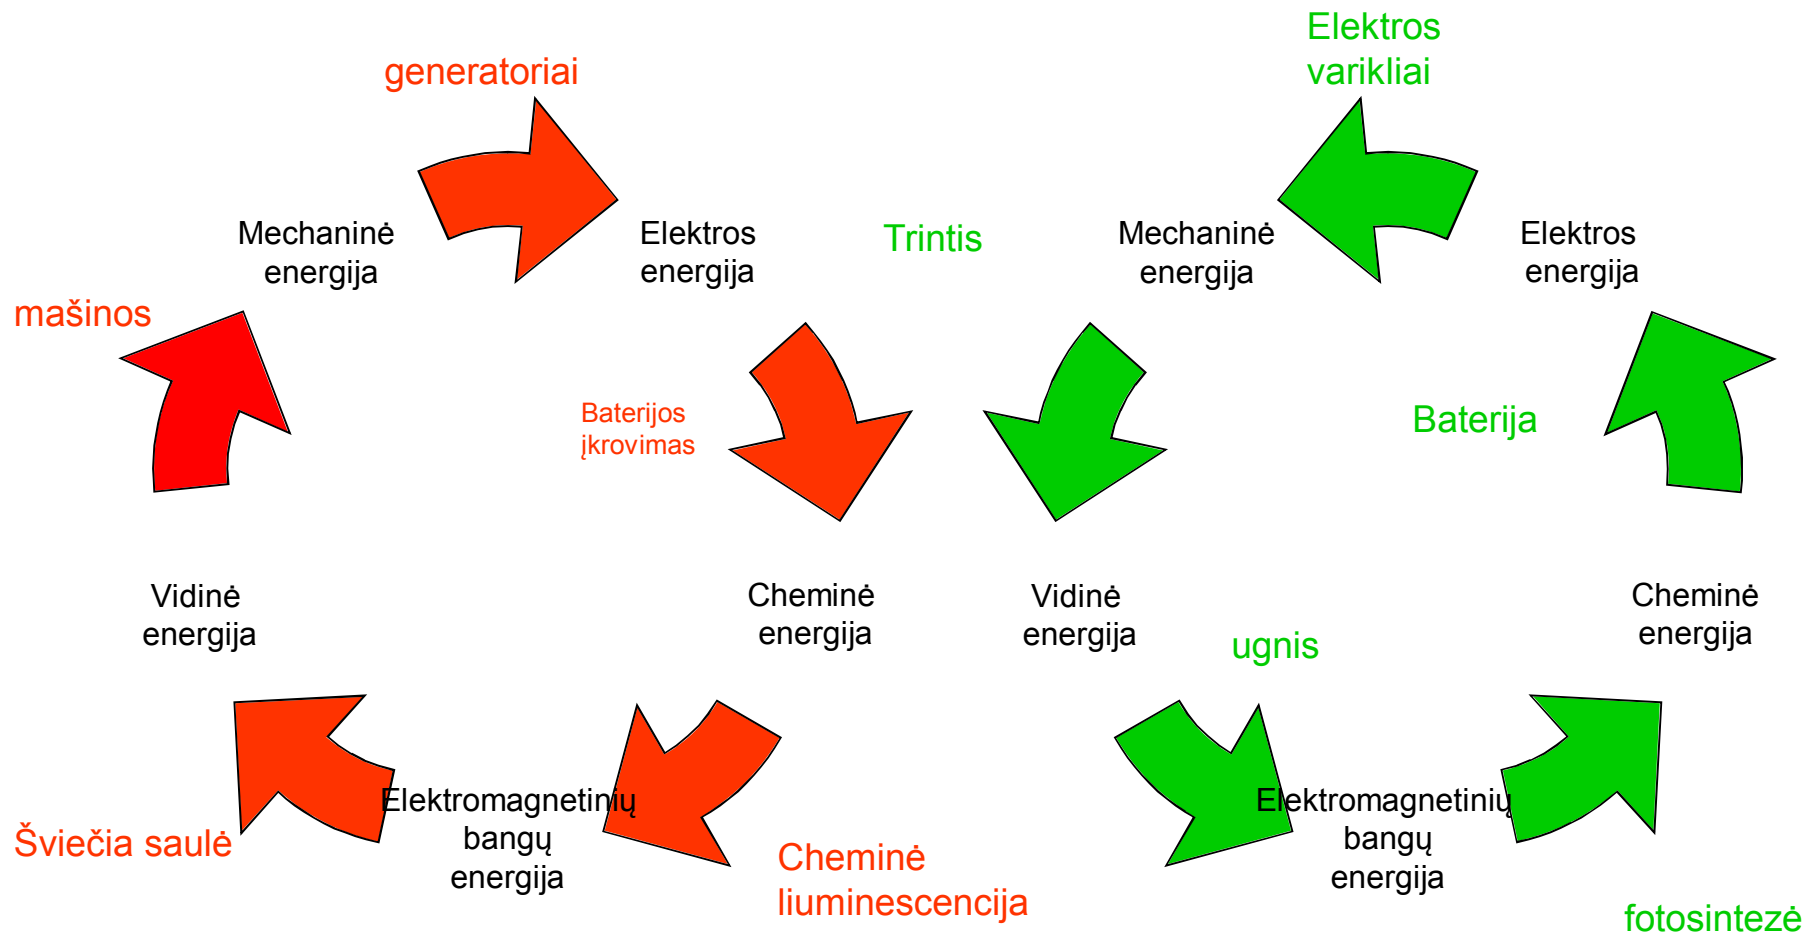 generatoriai
Elektros
varikliai
Mechaninė
energija
Elektros
energija
Trintis
Mechaninė
energija
Elektros
energija
mašinos
Baterijos
įkrovimas
Baterija
Vidinė
energija
Cheminė
energija
Vidinė
energija
ugnis
Cheminė
energija
Šviečia saulė
Elektromagnetinių
bangų
energija
Cheminė
liuminescencija
Elektromagnetinių
bangų
energija
fotosintezė